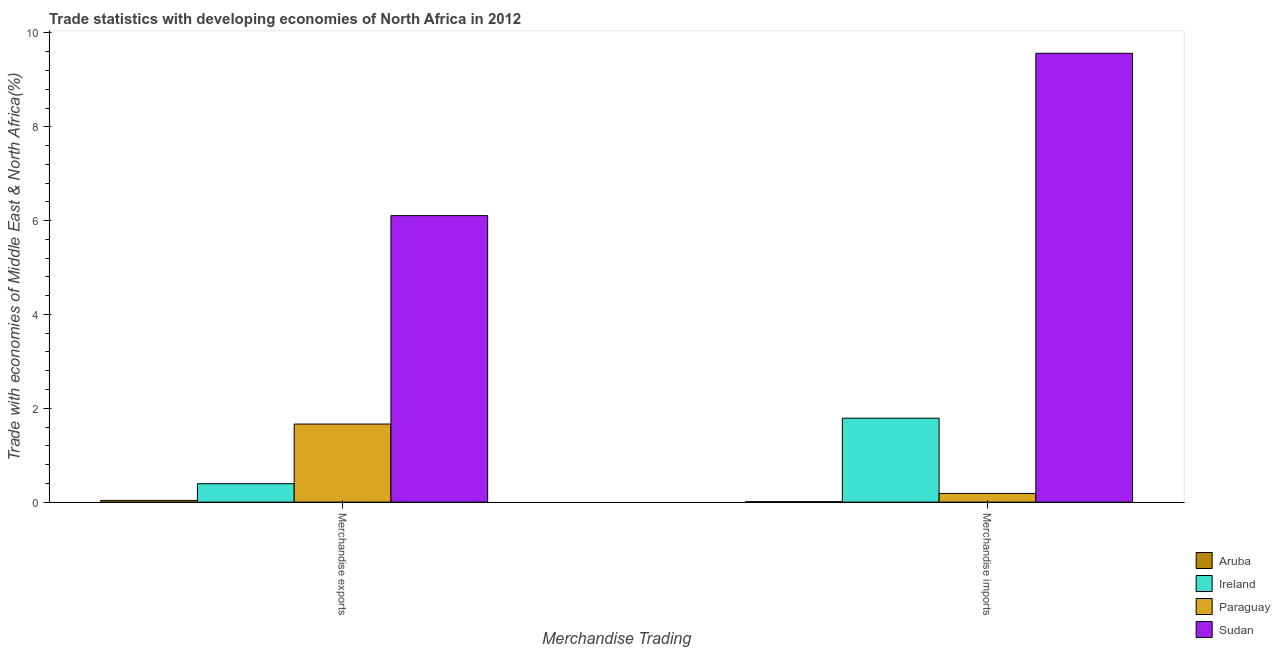 Trade statistics with developing economies of North Africa in 2012
Trade with economies of Middle East & North Africa(%)
10
8
6
4
2
0
Merchandise exports
Merchandise imports
Merchandise Trading
Aruba
Ireland
Paraguay
Sudan